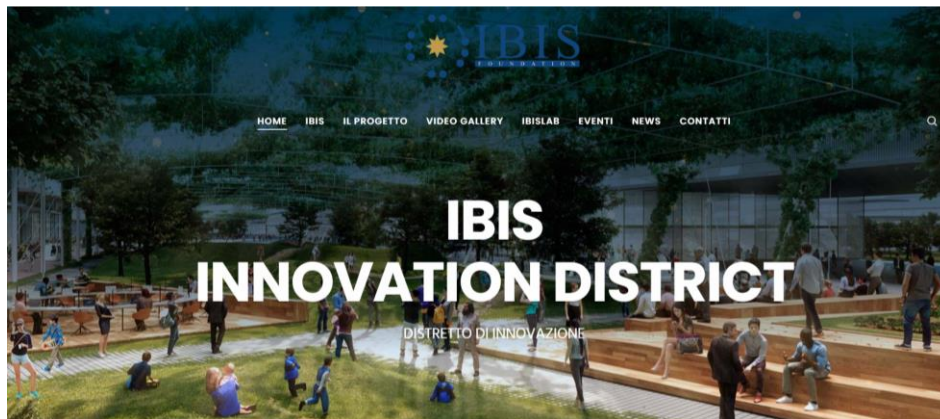 IBIS
FOUNDATION
HOME IBIS IL PROGETTO VIDEO GALLERY IBISLAB EVENTI NEWS CONTATTI
IBIS
INNOVATION DISTRICT
DISTRETTO DI INNOVAZIONE